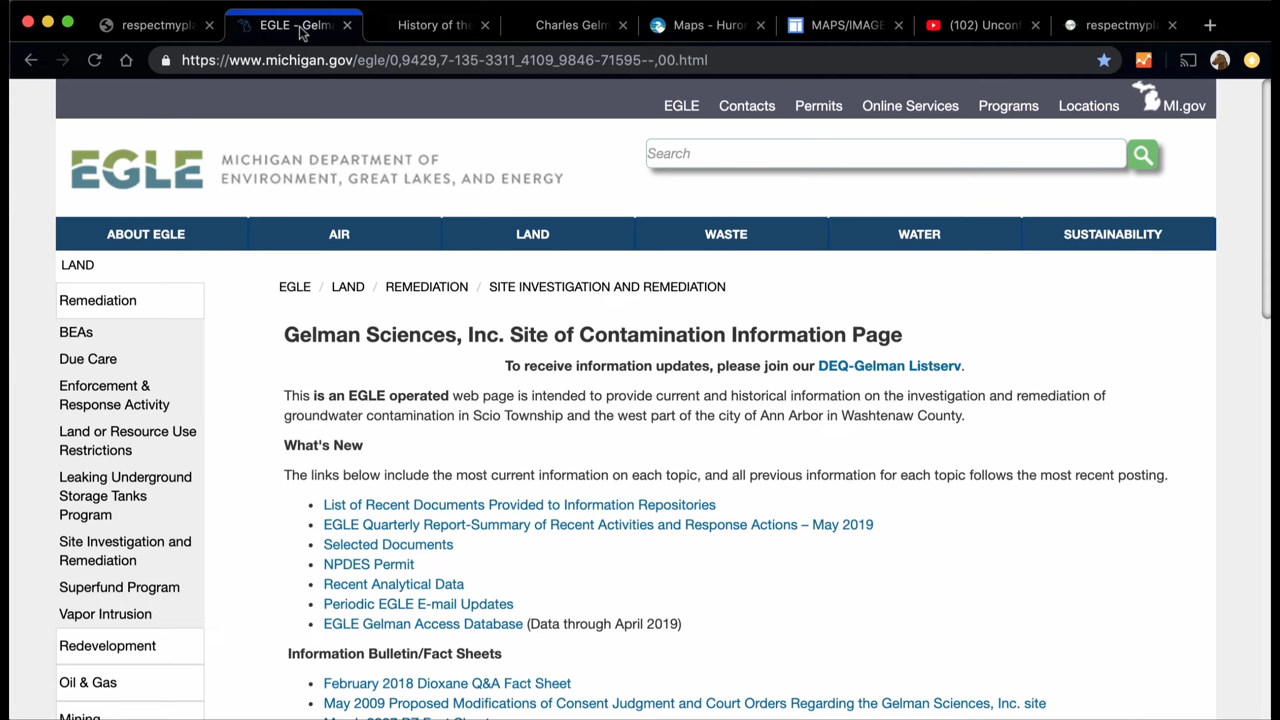 respectmypla
EGLE - Gelma
History of the
Charles Gelm
Maps - Huron
MAPS/IMAGE
(102) Unconf
respectmypla
https://www.michigan.gov/egle/0,9429,7-135-3311_4109_9846-71595--,00.html
EGLE Contacts Permits Online Services Programs Locations MI.gov
EGLE
MICHIGAN DEPARTMENT OF
ENVIRONMENT, GREAT LAKES, AND ENERGY
Search
ABOUT EGLE AIR LAND WASTE WATER SUSTAINABILITY
LAND
Remediation
BEAs
Due Care
Enforcement &
Response Activity
Land or Resource Use
Restrictions
Leaking Underground
Storage Tanks
Program
Site Investigation and
Remediation
Superfund Program
Vapor Intrusion
Redevelopment
Oil & Gas
Mining
EGLE / LAND / REMEDIATION / SITE INVESTIGATION AND REMEDIATION
Gelman Sciences, Inc. Site of Contamination Information Page
To receive information updates, please join our DEQ-Gelman Listserv.
This is an EGLE operated web page is intended to provide current and historical information on the investigation and remediation of
groundwater contamination in Scio Township and the west part of the city of Ann Arbor in Washtenaw County.
What's New
The links below include the most current information on each topic, and all previous information for each topic follows the most recent posting.
• List of Recent Documents Provided to Information Repositories
• EGLE Quarterly Report-Summary of Recent Activities and Response Actions – May 2019
• Selected Documents
• NPDES Permit
• Recent Analytical Data
• Periodic EGLE E-mail Updates
• EGLE Gelman Access Database (Data through April 2019)
Information Bulletin/Fact Sheets
• February 2018 Dioxane Q&A Fact Sheet
• May 2009 Proposed Modifications of Consent Judgment and Court Orders Regarding the Gelman Sciences, Inc. site